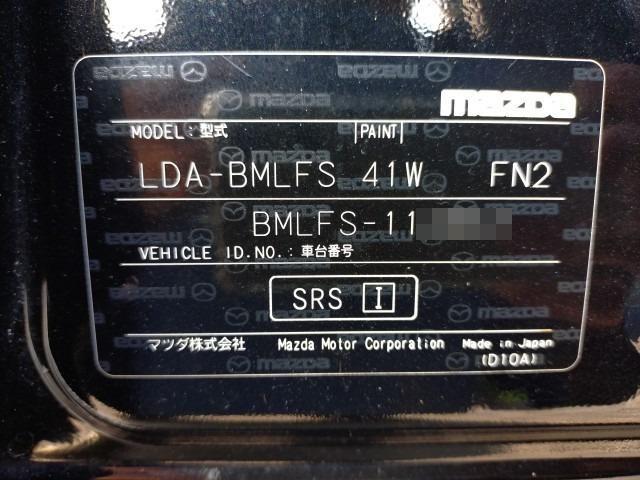 mazda
MODEL:型式 PAINT
LDA-BMLFS 41W FN2
BMLFS-11
VEHICLE ID.NO.:車台番号
SRS I
マツダ株式会社 Mazda Motor Corporation Made in Japan
(D10A)